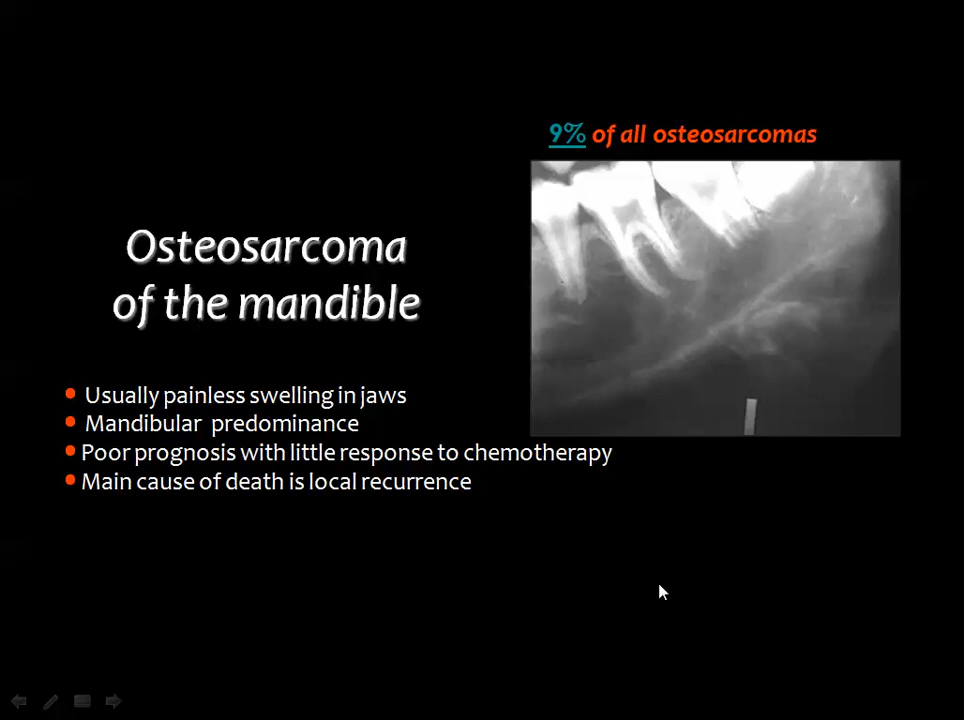 9% of all osteosarcomas
Osteosarcoma
of the mandible
Usually painless swelling in jaws
Mandibular predominance
Poor prognosis with little response to chemotherapy
Main cause of death is local recurrence